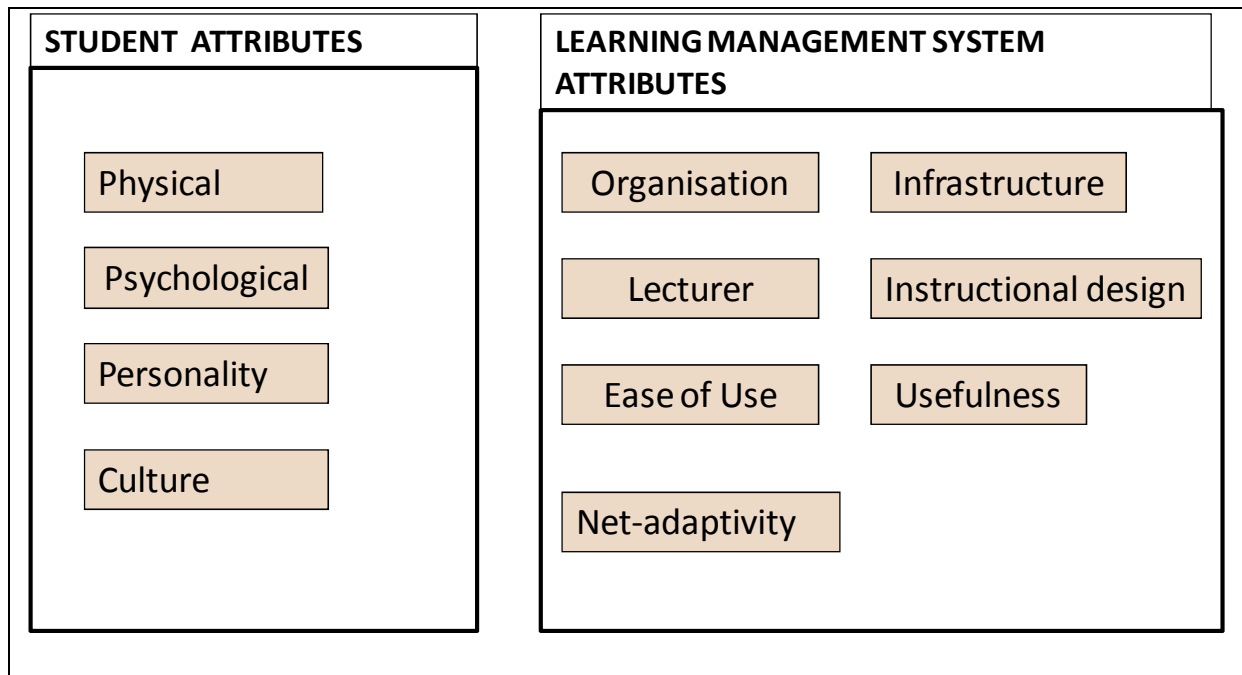 STUDENT ATTRIBUTES
Physical
Psychological
Personality
Culture
LEARNING MANAGEMENT SYSTEM
ATTRIBUTES
Organisation
Infrastructure
Lecturer
Instructional design
Ease of Use
Usefulness
Net-adaptivity